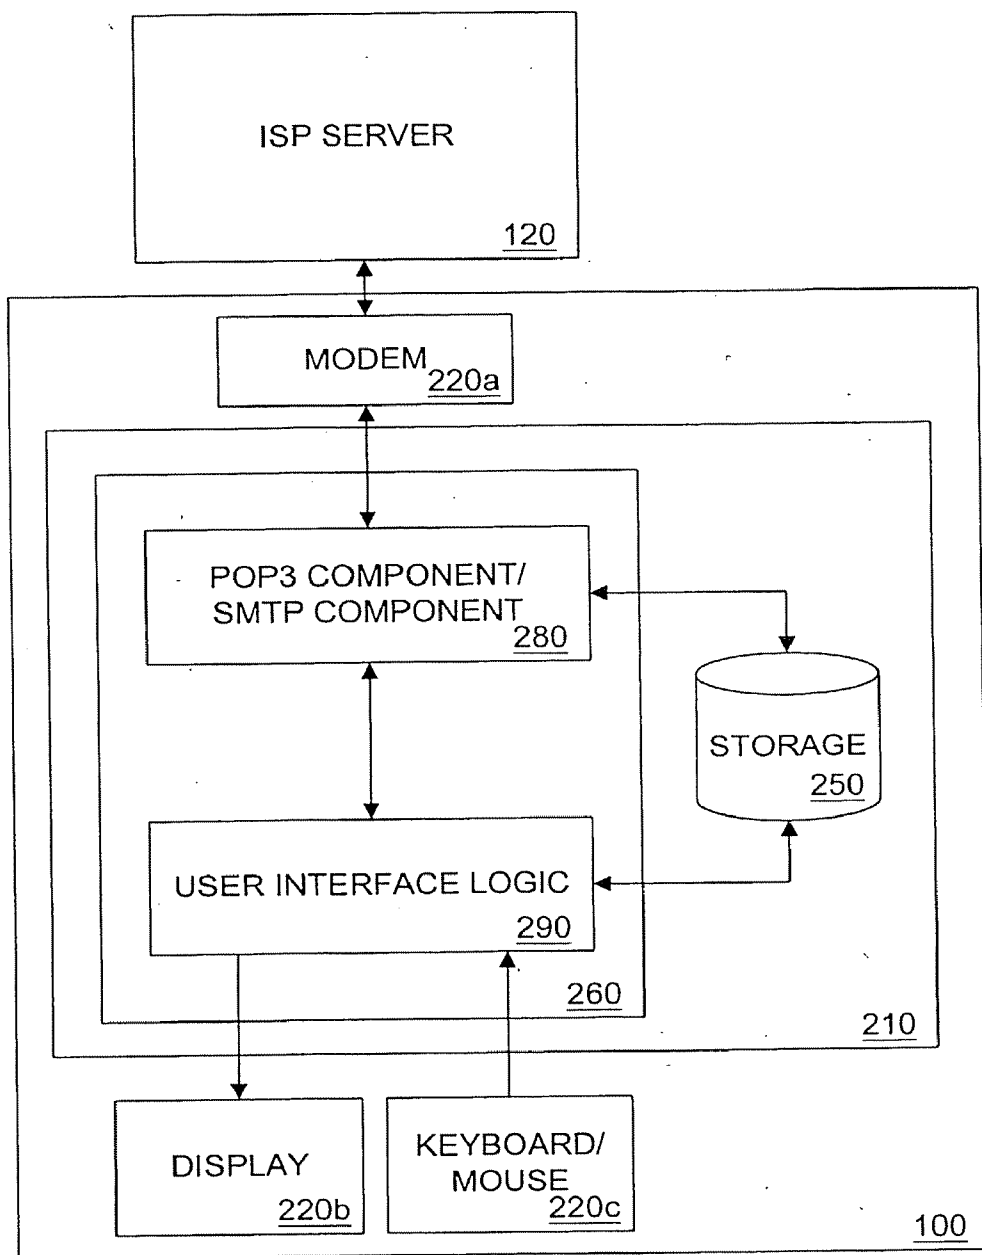 ISP SERVER
120
MODEM
220a
POP3 COMPONENT/
SMTP COMPONENT
280
STORAGE
250
USER INTERFACE LOGIC
290
260
210
DISPLAY
220b
KEYBOARD/
MOUSE
220c
100